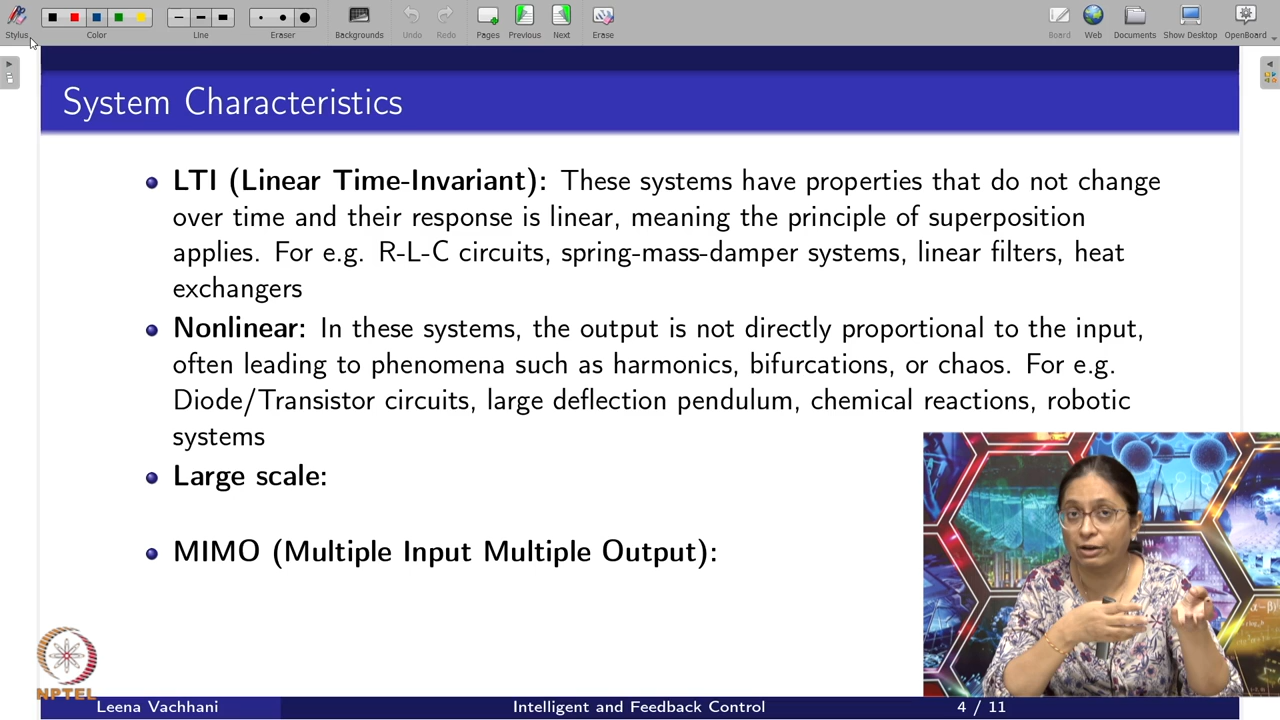 Stylus
Color
Line
Eraser
Backgrounds
Undo
Redo
Pages
Previous
Next
Erase
Board
Web
Documents
Show Desktop
OpenBoard
System Characteristics
LTI (Linear Time-Invariant): These systems have properties that do not change
over time and their response is linear, meaning the principle of superposition
applies. For e.g. R-L-C circuits, spring-mass-damper systems, linear filters, heat
exchangers
Nonlinear: In these systems, the output is not directly proportional to the input,
often leading to phenomena such as harmonics, bifurcations, or chaos. For e.g.
Diode/Transistor circuits, large deflection pendulum, chemical reactions, robotic
systems
Large scale:
MIMO (Multiple Input Multiple Output):
α-β)
NPTEL
Leena Vachhani
Intelligent and Feedback Control
4 / 11